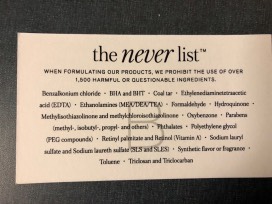 the never list™
WHEN FORMULATING OUR PRODUCTS, WE PROHIBIT THE USE OF OVER
1,500 HARMFUL OR QUESTIONABLE INGREDIENTS.
Benzalkonium chloride • BHA and BHT • Coal tar • Ethylenediaminetetraacetic
acid (EDTA) • Ethanolamines (MEA/DEA/TEA) • Formaldehyde • Hydroquinone •
Methylisothiazolinone and methylchloroisothiazolinone • Oxybenzone • Parabens
(methyl-, isobutyl-, propyl- and others) • Phthalates • Polyethylene glycol
(PEG compounds) • Retinyl palmitate and Retinol (Vitamin A) • Sodium lauryl
sulfate and Sodium laureth sulfate (SLS and SLES) • Synthetic flavor or fragrance
• Toluene • Triclosan and Triclocarban